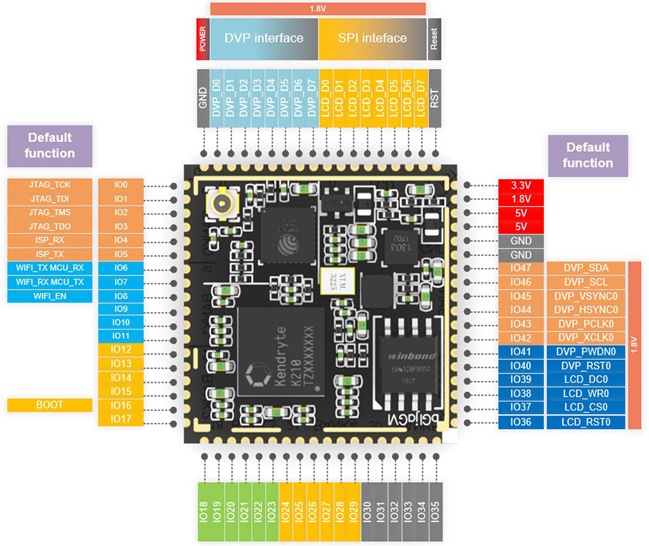 1.8V
POWER
DVP interface
SPI inteface
Reset
GND
DVP_D0
DVP_D1
DVP_D2
DVP_D3
DVP_D4
DVP_D5
DVP_D6
DVP_D7
LCD_D0
LCD_D1
LCD_D2
LCD_D3
LCD_D4
LCD_D5
LCD_D6
LCD_D7
RST
Default
function
JTAG_TCK IO0
JTAG_TDI IO1
JTAG_TMS IO2
JTAG_TDO IO3
ISP_RX IO4
ISP_TX IO5
WIFI_TX MCU_RX IO6
WIFI_RX MCU_TX IO7
WIFI_EN IO8
IO9
IO10
IO11
IO12
IO13
IO14
IO15
BOOT IO16
IO17
1303
1702
Kendryte
K210
TZXXXXXXX
winbond
Default
function
3.3V
1.8V
5V
5V
GND
GND
IO47 DVP_SDA
IO46 DVP_SCL
IO45 DVP_VSYNC0
IO44 DVP_HSYNC0
IO43 DVP_PCLK0
IO42 DVP_XCLK0
IO41 DVP_PWDN0
IO40 DVP_RST0
IO39 LCD_DC0
IO38 LCD_WR0
IO37 LCD_CS0
IO36 LCD_RST0
1.8V
IO18
IO19
IO20
IO21
IO22
IO23
IO24
IO25
IO26
IO27
IO28
IO29
IO30
IO31
IO32
IO33
IO34
IO35